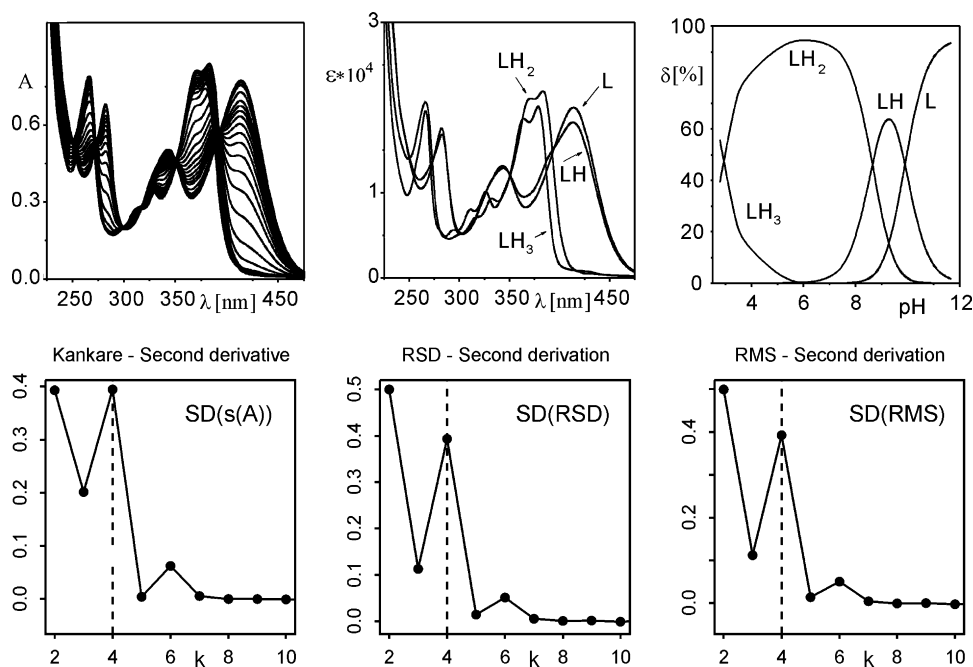 A
0.6
0.3
0.0
225
300
375
450
λ [nm]
3
ε*10⁴
1
0
LH₂
L
LH
LH₃
225
300
375
450
λ [nm]
100
δ [%]
80
60
40
20
0
LH₂
LH
L
LH₃
4
6
8
pH
12
Kankare - Second derivative
0.4
0.3
0.2
0.1
0.0
SD(s(A))
2
4
6
k
8
10
RSD - Second derivation
0.5
0.4
0.3
0.2
0.1
0.0
SD(RSD)
2
4
6
k
8
10
RMS - Second derivation
0.4
0.2
0.0
SD(RMS)
2
4
6
k
8
10